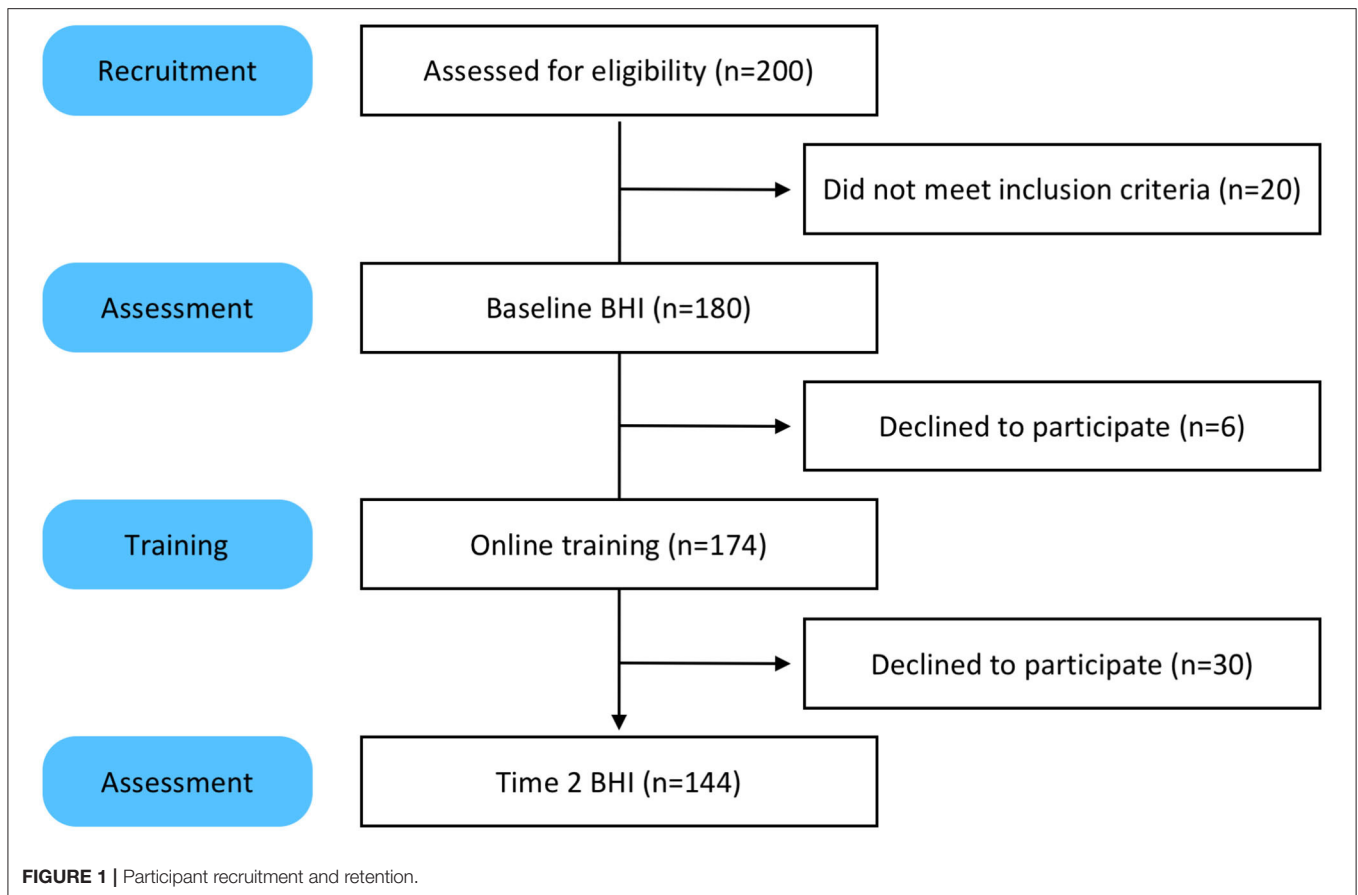 Recruitment
Assessed for eligibility (n=200)
Did not meet inclusion criteria (n=20)
Assessment
Baseline BHI (n=180)
Declined to participate (n=6)
Training
Online training (n=174)
Declined to participate (n=30)
Assessment
Time 2 BHI (n=144)
FIGURE 1 | Participant recruitment and retention.